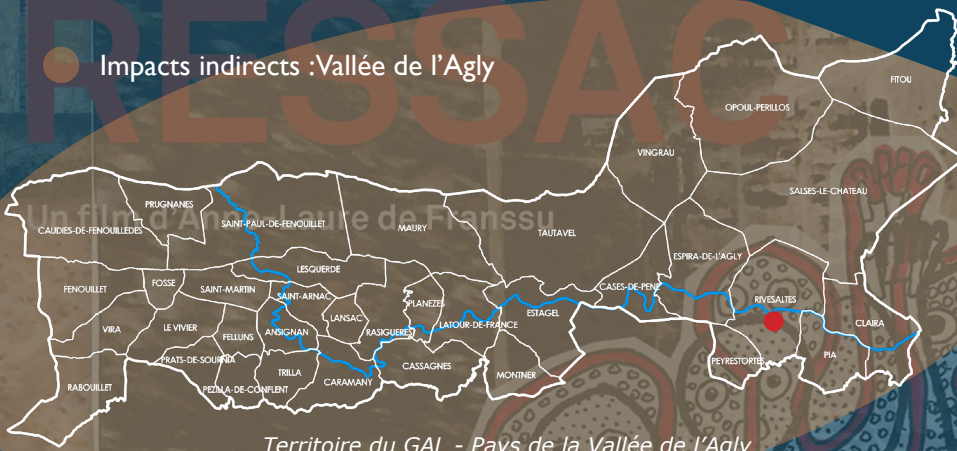 RESSAC
Impacts indirects : Vallée de l'Agly
FITOU
OPOUL-PERILLOS
VINGRAU
SALSES-LE-CHATEAU
PRUGNANES
Un film d'Anne-Laure de Franssu
SAINT-PAUL-DE-FENOUILLET
CAUDIES-DE-FENOUILLEDES
MAURY
TAUTAVEL
ESPIRA-DE-L'AGLY
LESQUERDE
FOSSE
FENOUILLET
SAINT-MARTIN
SAINT-ARNAC
CASES-DE-PENE
RIVESALTES
PLANEZES
ESTAGEL
LANSAC
LATOUR-DE-FRANCE
CLAIRA
VIRA
LE VIVIER
ANSIGNAN
RASIGUERES
FELLUNS
PIA
PRATS-DE-SOURNIA
PEYRESTORTES
CASSAGNES
TRILLA
MONTNER
CARAMANY
RABOUILLET
PEZILLA-DE-CONFLENT
Territoire du GAL - Pays de la Vallée de l'Agly